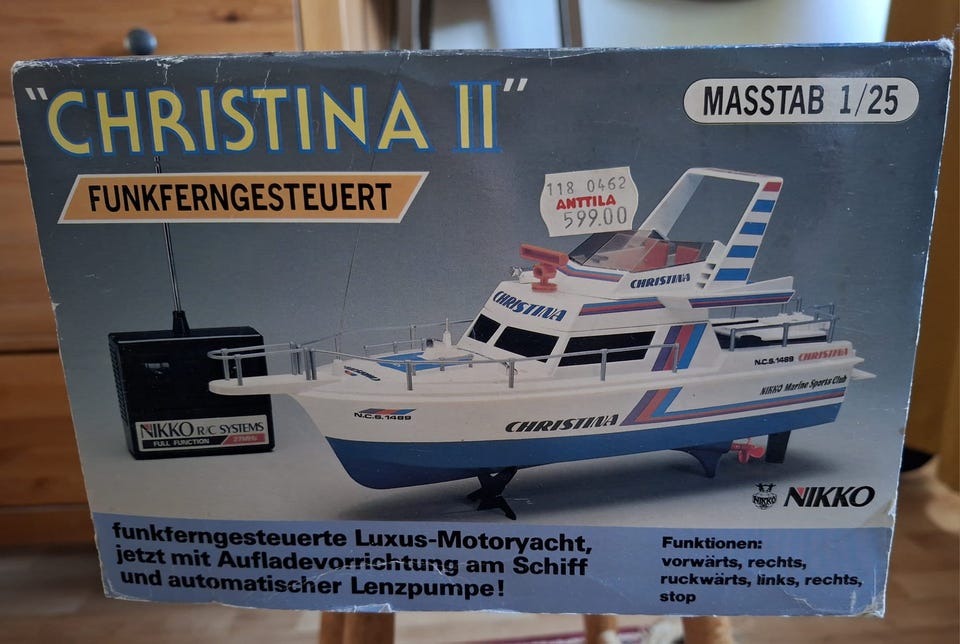 "CHRISTINA II"
MASSTAB 1/25
FUNKFERNGESTEUERT
118 0462
ANTTILA
599.00
CHRISTINA
CHRISTINA
N.C.S.1489 CHRISTINA
NIKKO Marine Sports Club
N.C.S.1489
CHRISTINA
NIKKO R/C SYSTEMS
FULL FUNCTION 27MHz
NIKKO
NIKKO
funkferngesteuerte Luxus-Motoryacht,
jetzt mit Aufladevorrichtung am Schiff
und automatischer Lenzpumpe!
Funktionen:
vorwärts, rechts,
ruckwärts, links, rechts,
stop